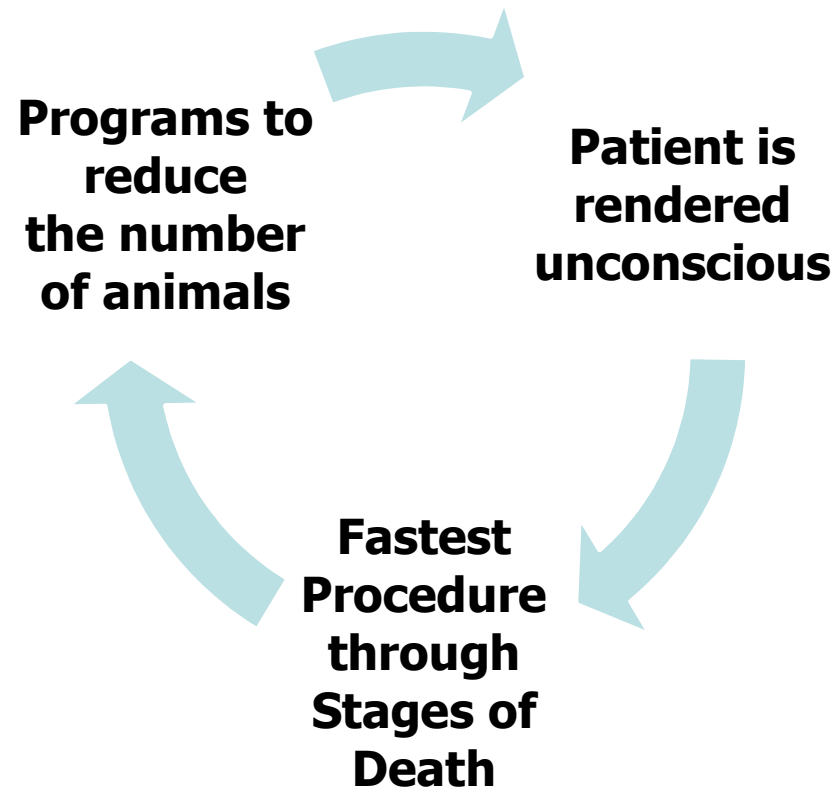 Programs to
reduce
the number
of animals
Patient is
rendered
unconscious
Fastest
Procedure
through
Stages of
Death